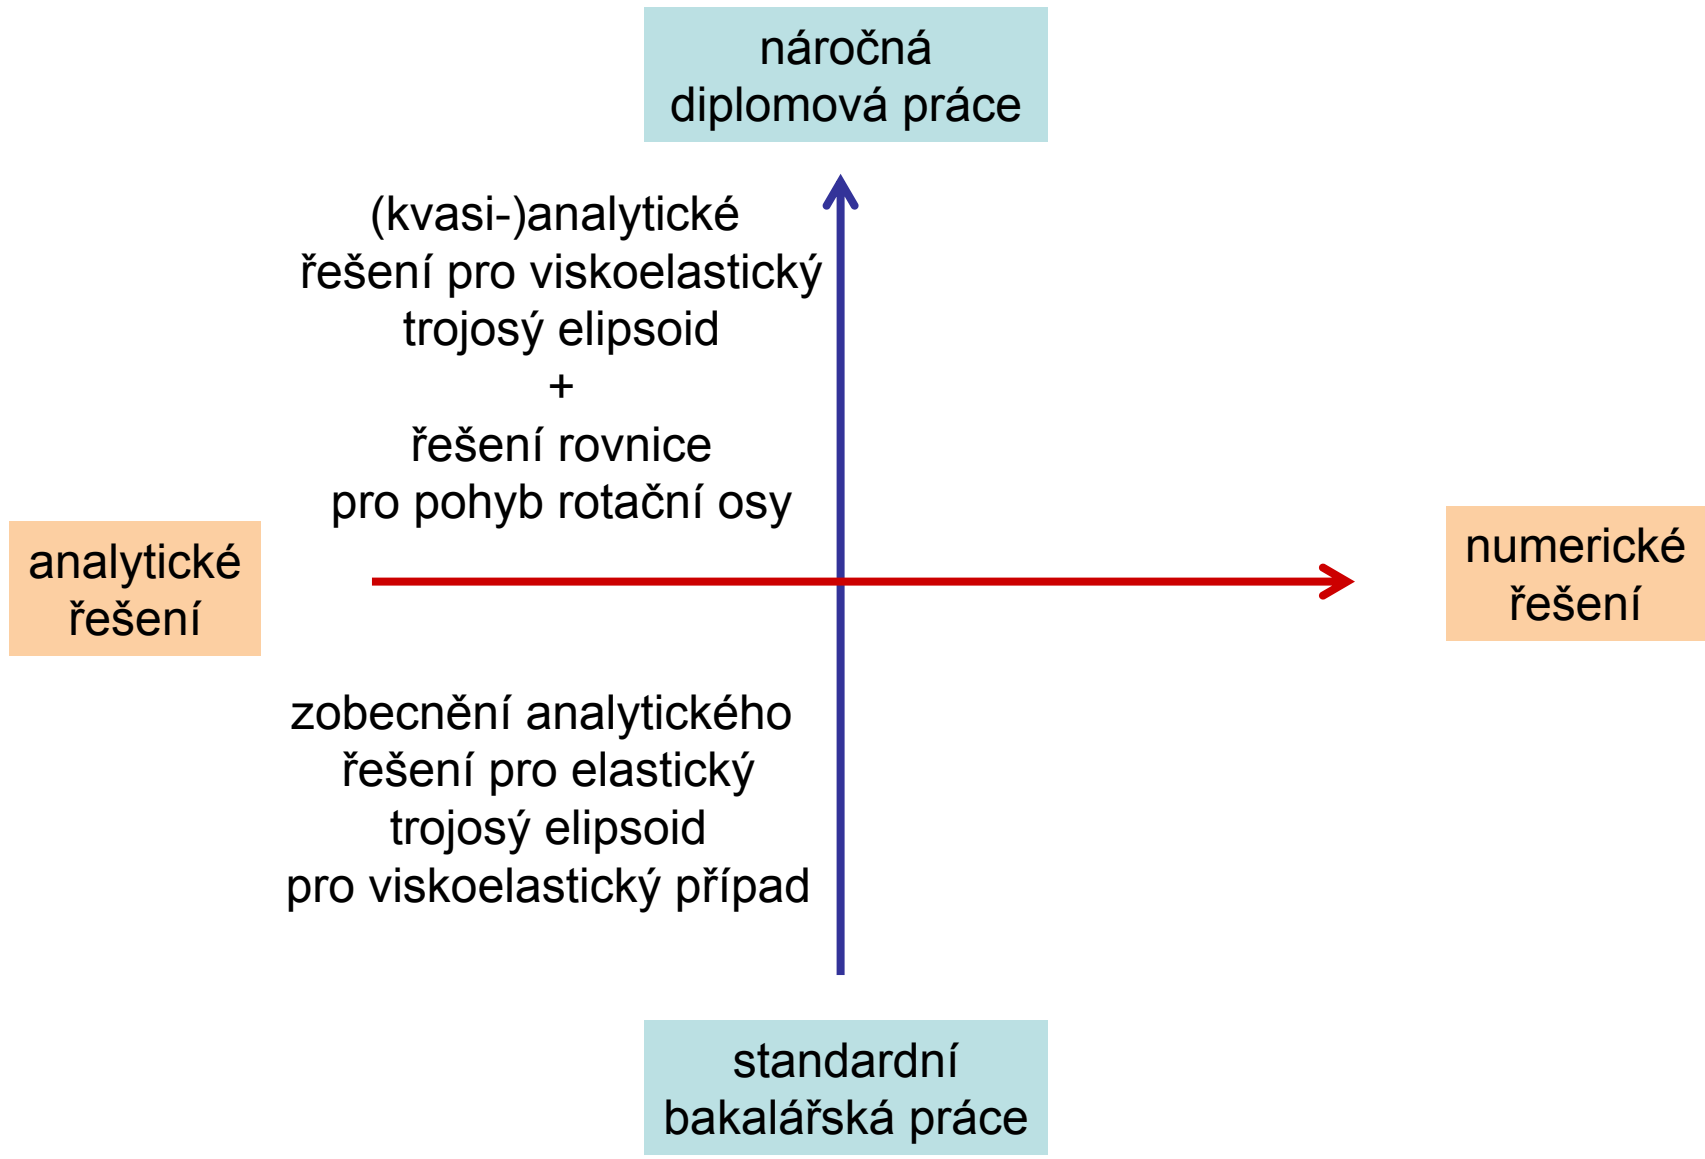 náročná
diplomová práce
(kvasi-)analytické
řešení pro viskoelastický
trojosý elipsoid
+
řešení rovnice
pro pohyb rotační osy
analytické
řešení
numerické
řešení
zobecnění analytického
řešení pro elastický
trojosý elipsoid
pro viskoelastický případ
standardní
bakalářská práce